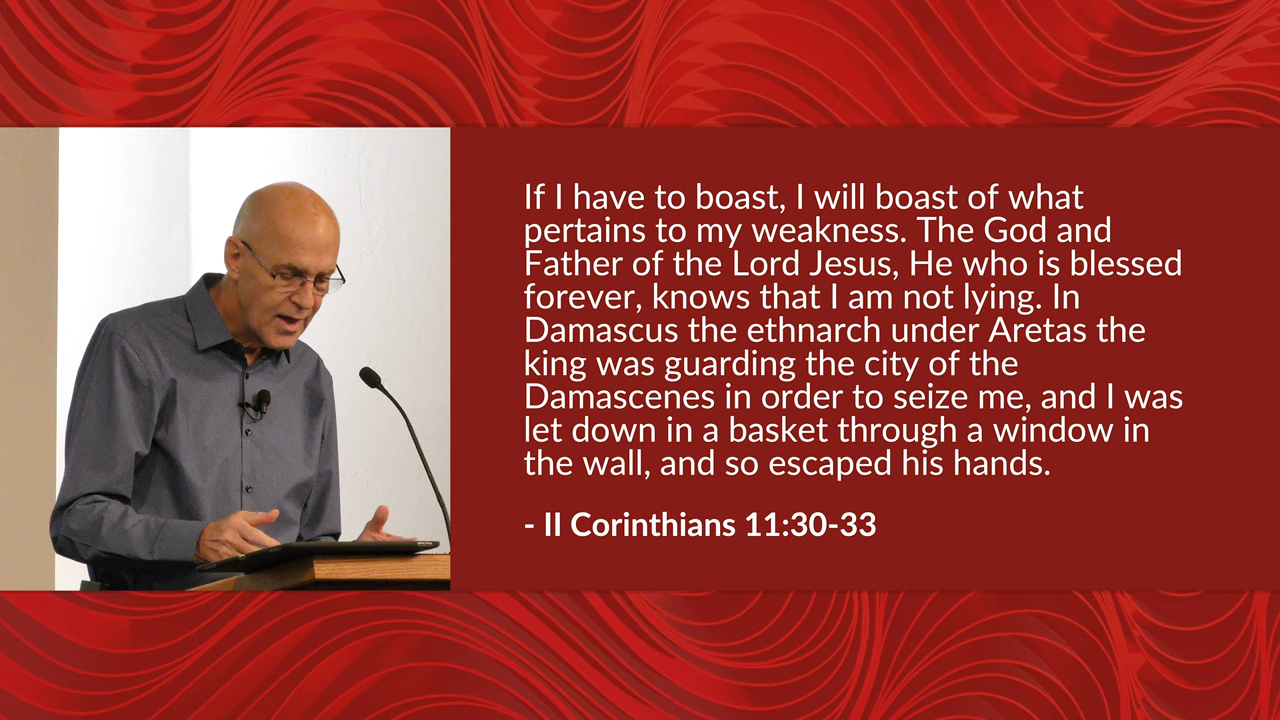 If I have to boast, I will boast of what
pertains to my weakness. The God and
Father of the Lord Jesus, He who is blessed
forever, knows that I am not lying. In
Damascus the ethnarch under Aretas the
king was guarding the city of the
Damascenes in order to seize me, and I was
let down in a basket through a window in
the wall, and so escaped his hands.
- II Corinthians 11:30-33